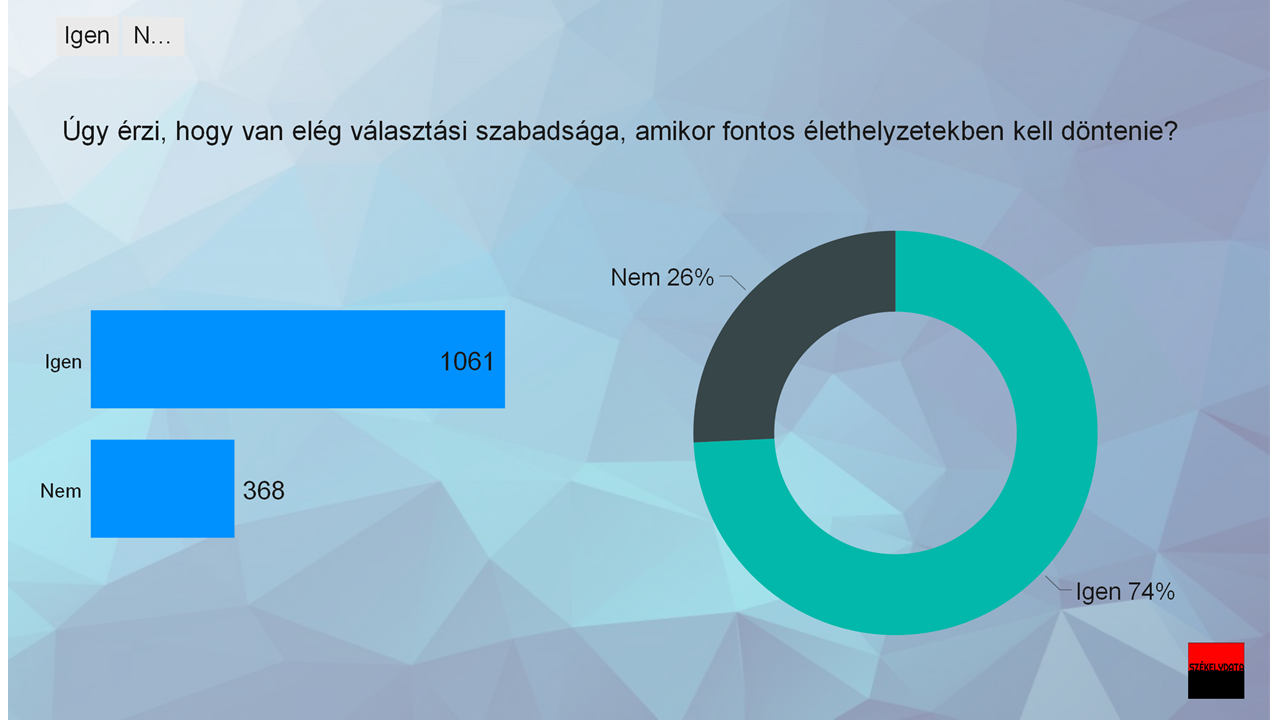 Igen N...
Úgy érzi, hogy van elég választási szabadsága, amikor fontos élethelyzetekben kell döntenie?
Igen 1061
Nem 368
Nem 26%
Igen 74%
SZÉKELYDATA